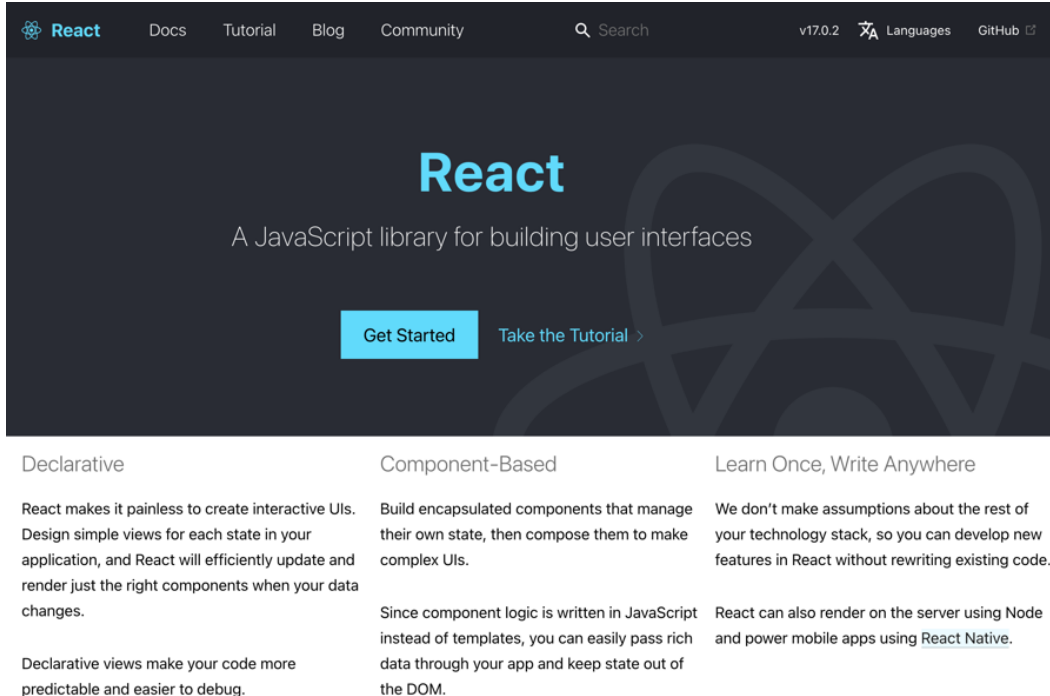 React Docs Tutorial Blog Community Search v17.0.2 Languages GitHub
React
A JavaScript library for building user interfaces
Get Started Take the Tutorial
Declarative
React makes it painless to create interactive UIs.
Design simple views for each state in your
application, and React will efficiently update and
render just the right components when your data
changes.
Declarative views make your code more
predictable and easier to debug.
Component-Based
Build encapsulated components that manage
their own state, then compose them to make
complex UIs.
Since component logic is written in JavaScript
instead of templates, you can easily pass rich
data through your app and keep state out of
the DOM.
Learn Once, Write Anywhere
We don’t make assumptions about the rest of
your technology stack, so you can develop new
features in React without rewriting existing code.
React can also render on the server using Node
and power mobile apps using React Native.